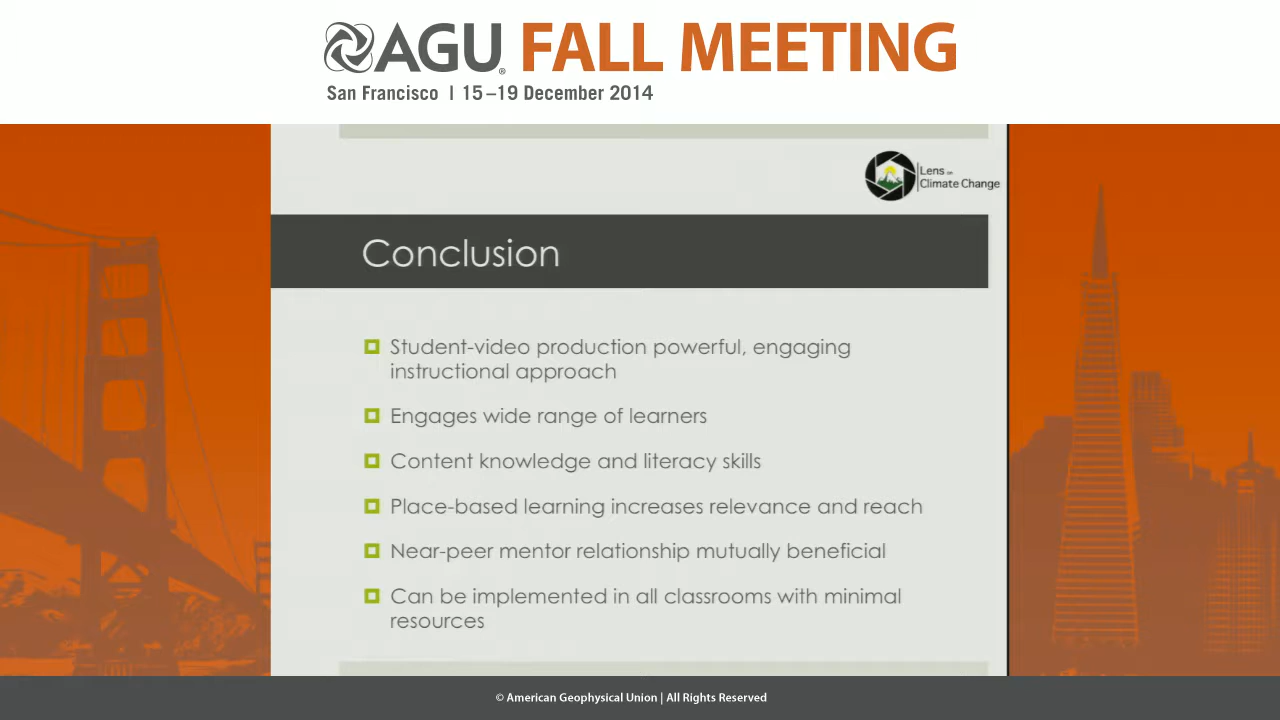 AGU® FALL MEETING
San Francisco | 15–19 December 2014
Lens on
Climate Change
Conclusion
Student-video production powerful, engaging
instructional approach
Engages wide range of learners
Content knowledge and literacy skills
Place-based learning increases relevance and reach
Near-peer mentor relationship mutually beneficial
Can be implemented in all classrooms with minimal
resources
© American Geophysical Union | All Rights Reserved